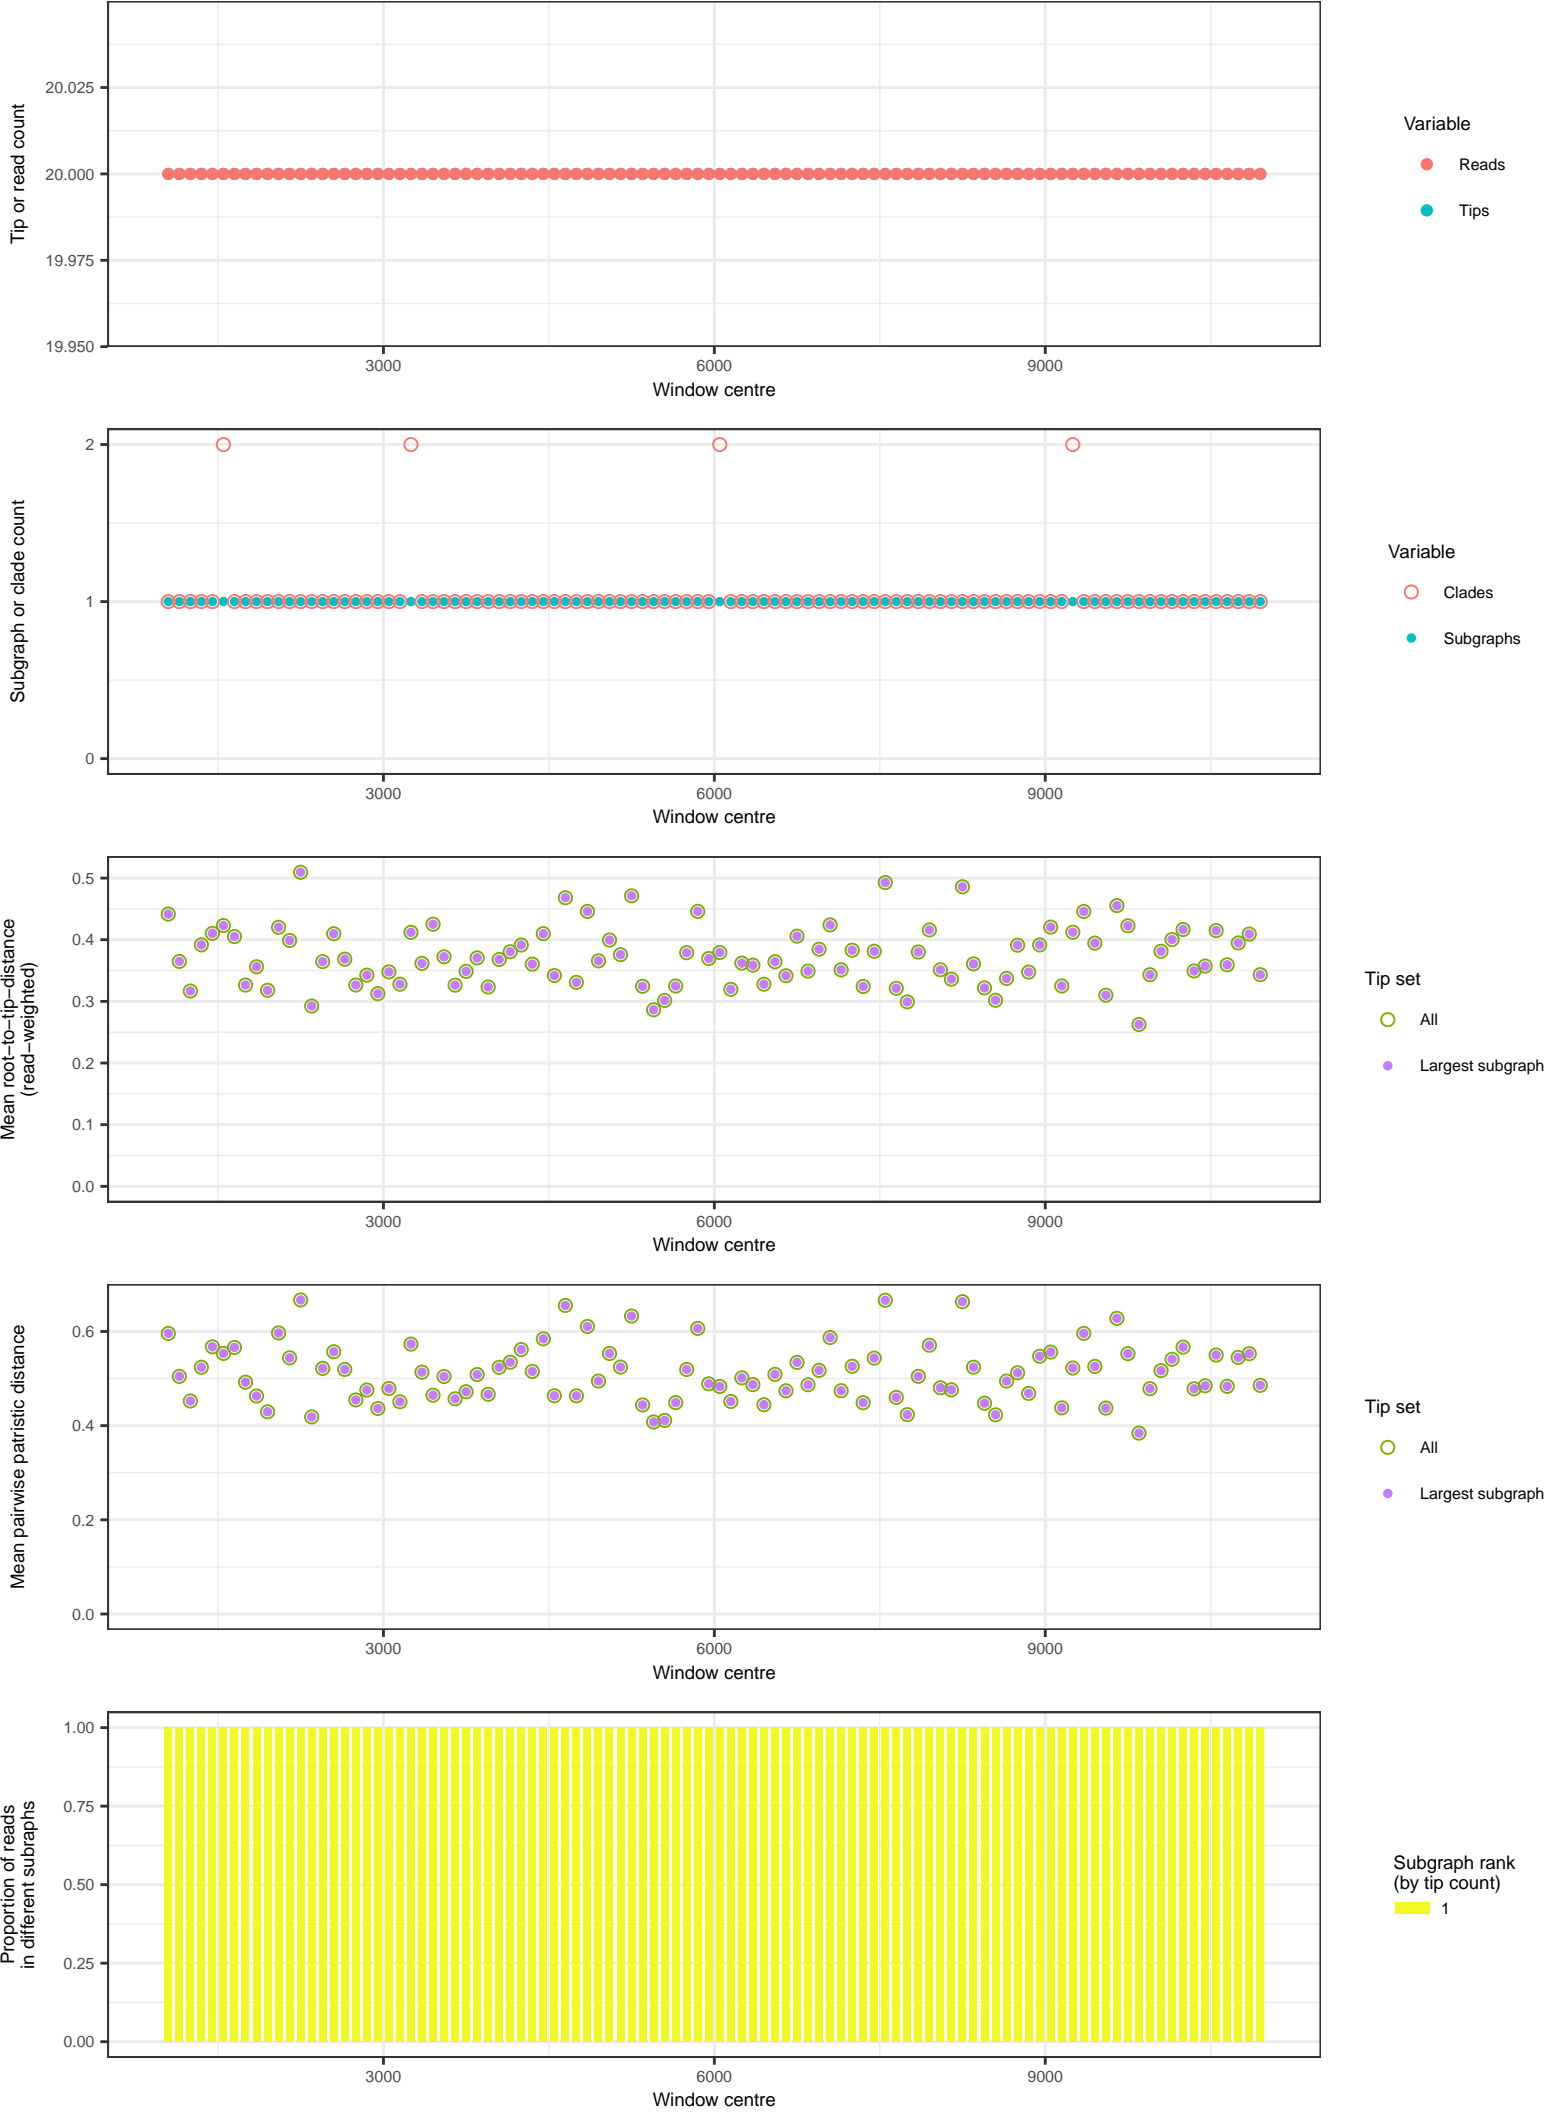 Tip or read count
20.025
20.000
19.975
19.950
3000
6000
9000
Window centre
Variable
Reads
Tips
Subgraph or clade count
2
1
0
3000
6000
9000
Window centre
Variable
Clades
Subgraphs
Mean root−to−tip−distance
(read−weighted)
0.5
0.4
0.3
0.2
0.1
0.0
3000
6000
9000
Window centre
Tip set
All
Largest subgraph
Mean pairwise patristic distance
0.6
0.4
0.2
0.0
3000
6000
9000
Window centre
Tip set
All
Largest subgraph
Proportion of reads
in different subraphs
1.00
0.75
0.50
0.25
0.00
3000
6000
9000
Window centre
Subgraph rank
(by tip count)
1